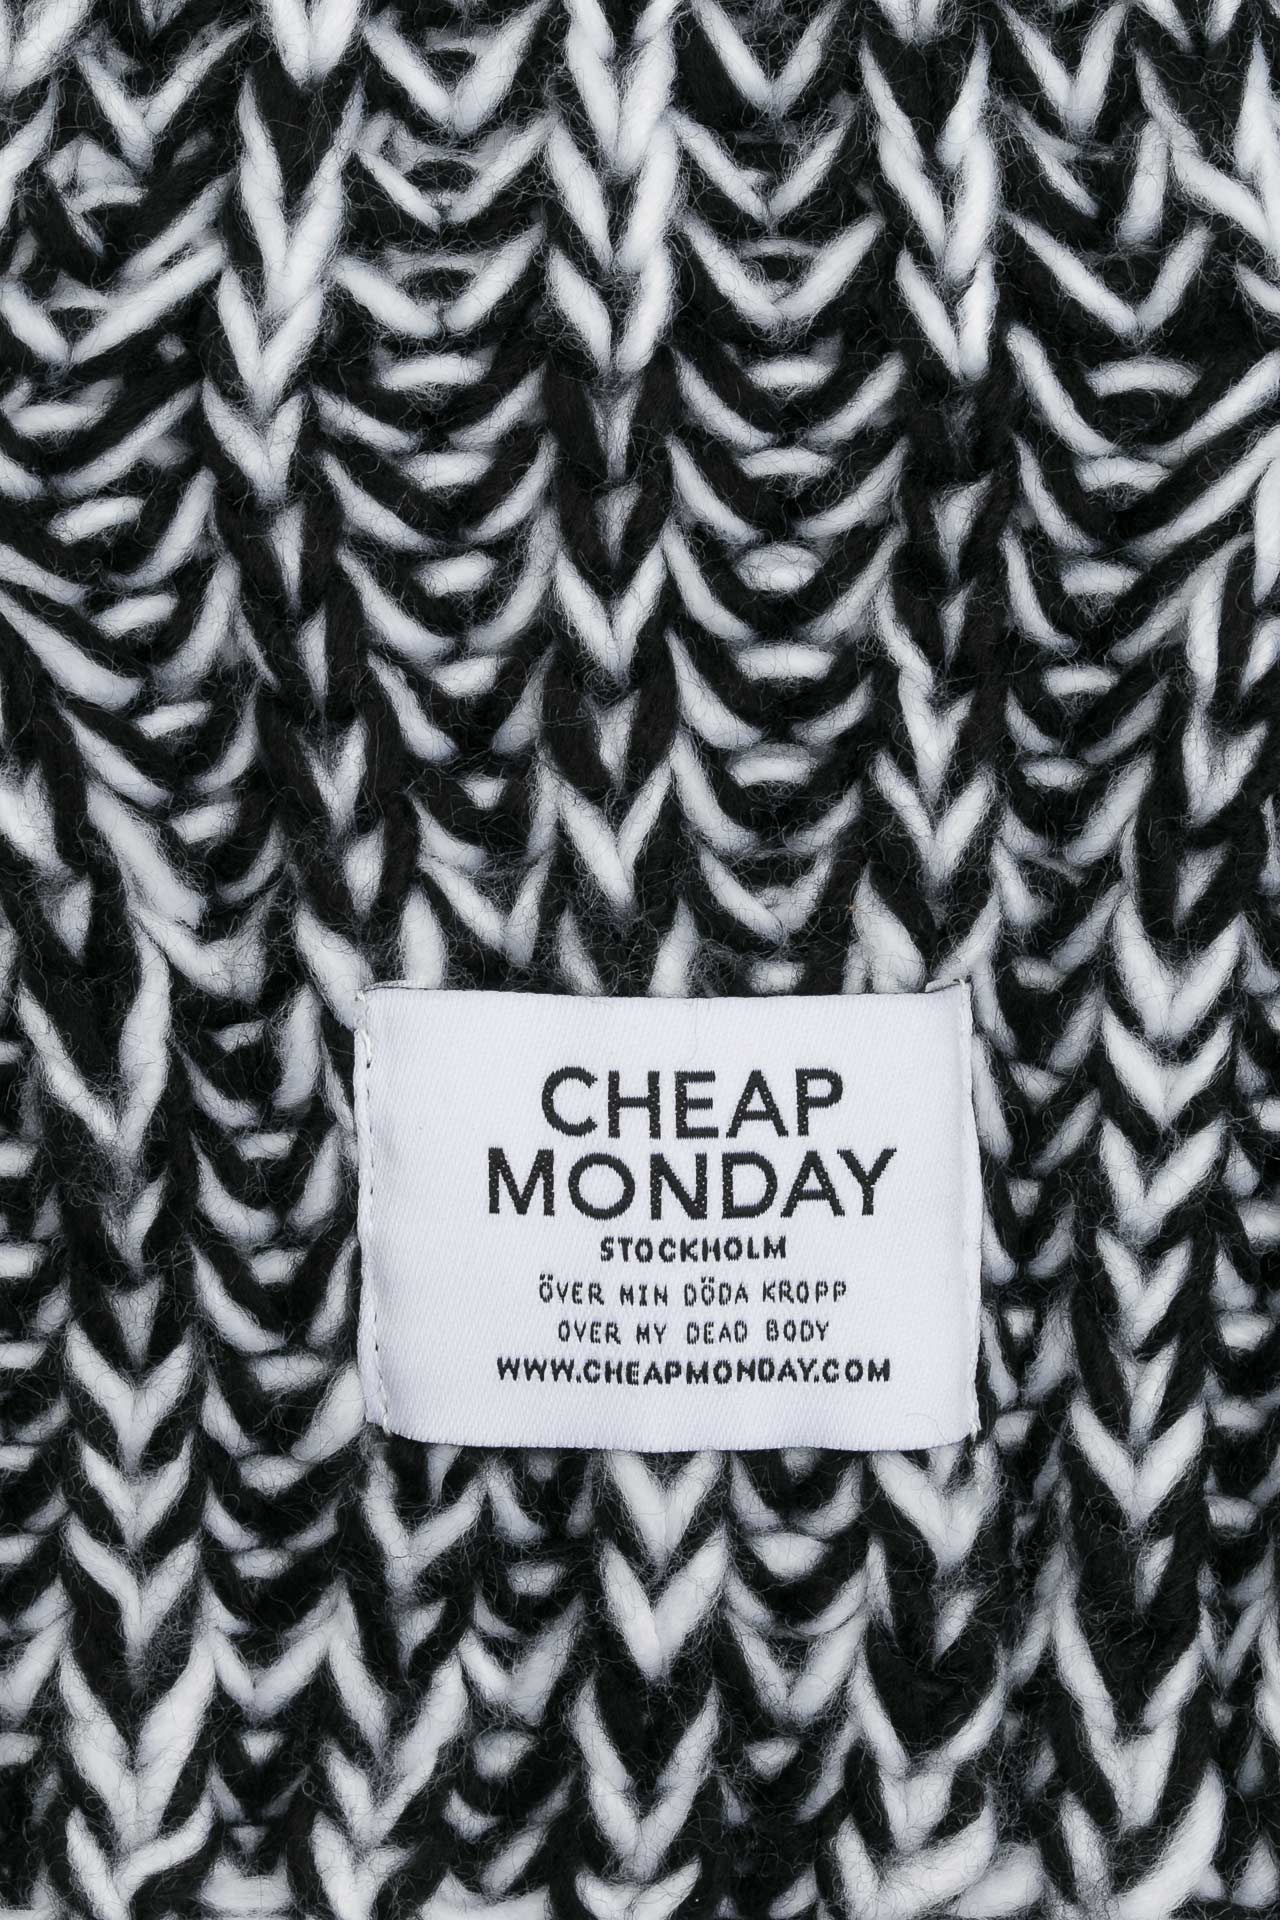 CHEAP
MONDAY
STOCKHOLM
ÖVER MIN DÖDA KROPP
OVER MY DEAD BODY
WWW.CHEAPMONDAY.COM